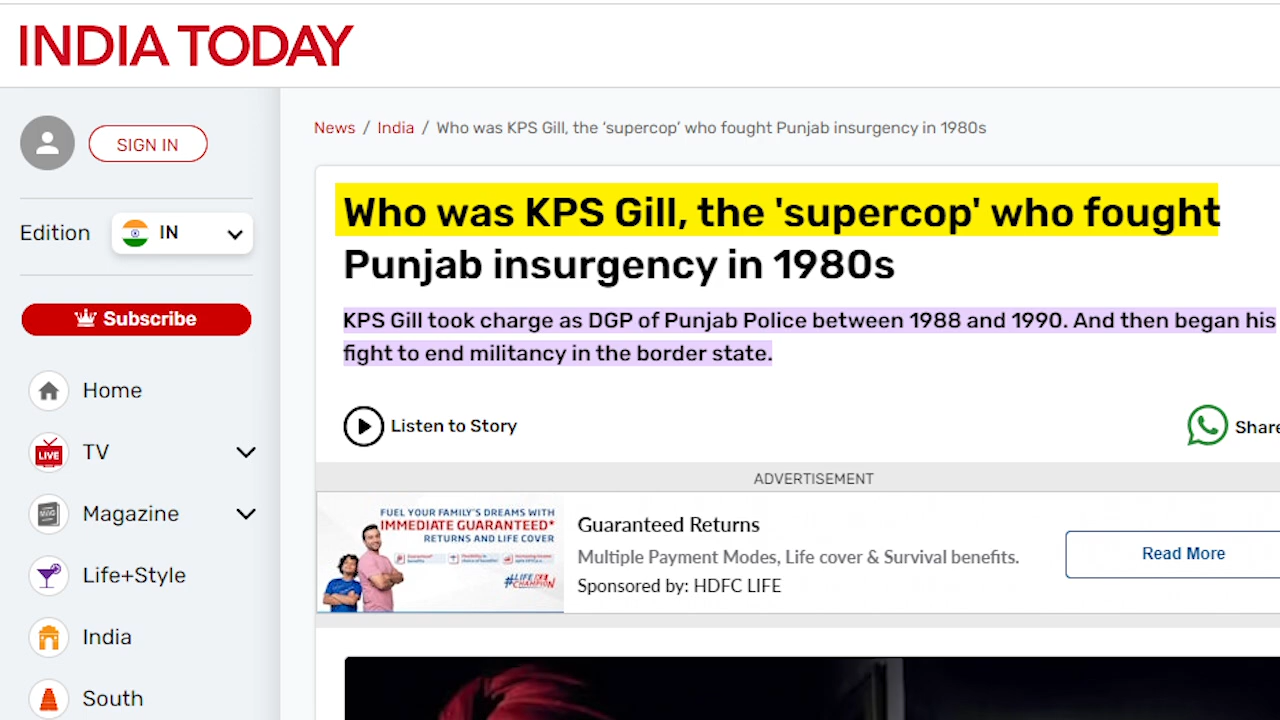 INDIA TODAY
SIGN IN
News / India / Who was KPS Gill, the ‘supercop’ who fought Punjab insurgency in 1980s
Edition
IN
Who was KPS Gill, the 'supercop' who fought
Punjab insurgency in 1980s
Subscribe
KPS Gill took charge as DGP of Punjab Police between 1988 and 1990. And then began his
fight to end militancy in the border state.
Home
Listen to Story
Share
LIVE
TV
ADVERTISEMENT
Magazine
FUEL YOUR FAMILY'S DREAMS WITH
IMMEDIATE GUARANTEED*
RETURNS AND LIFE COVER
Guaranteed Returns
Multiple Payment Modes, Life cover & Survival benefits.
Sponsored by: HDFC LIFE
Read More
Life+Style
India
South